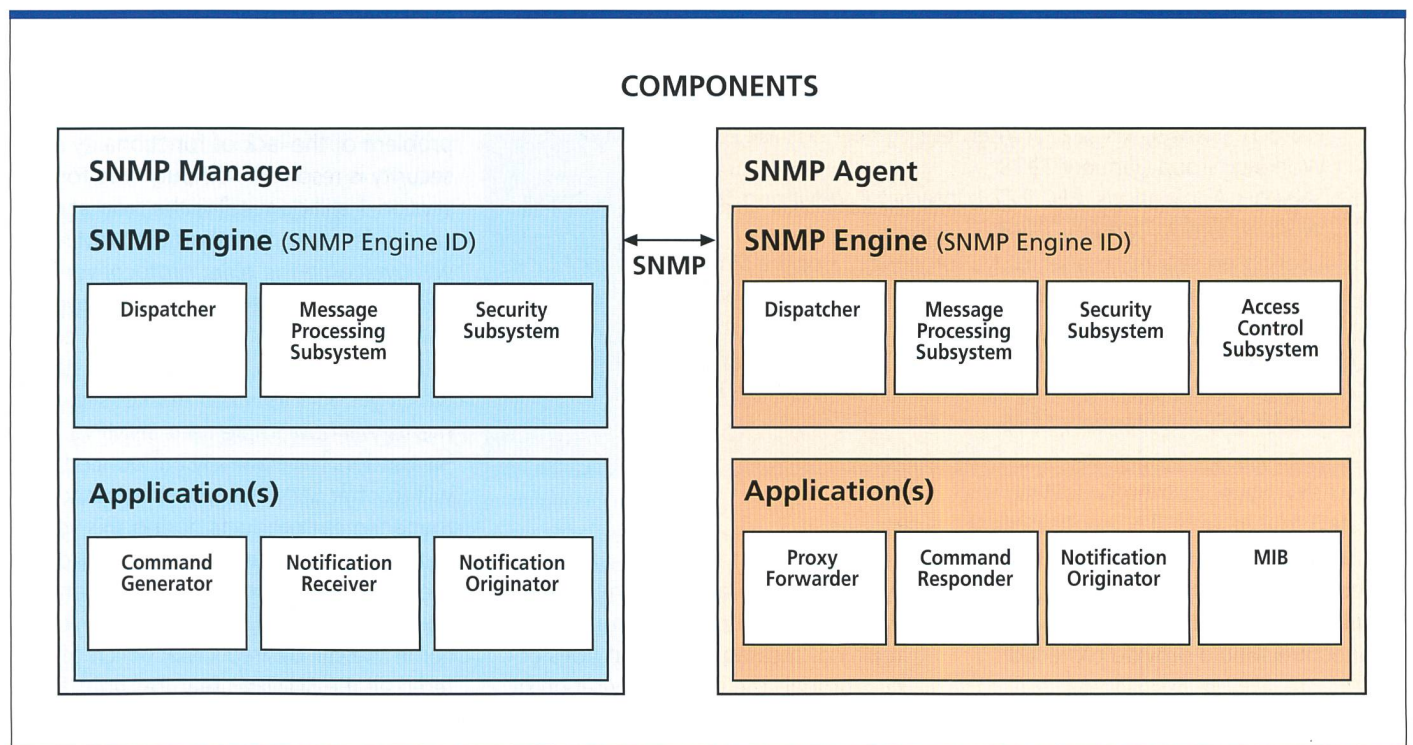 COMPONENTS
SNMP Manager
SNMP Engine (SNMP Engine ID)
Dispatcher
Message
Processing
Subsystem
Security
Subsystem
Application(s)
Command
Generator
Notification
Receiver
Notification
Originator
SNMP
SNMP Agent
SNMP Engine (SNMP Engine ID)
Dispatcher
Message
Processing
Subsystem
Security
Subsystem
Access
Control
Subsystem
Application(s)
Proxy
Forwarder
Command
Responder
Notification
Originator
MIB